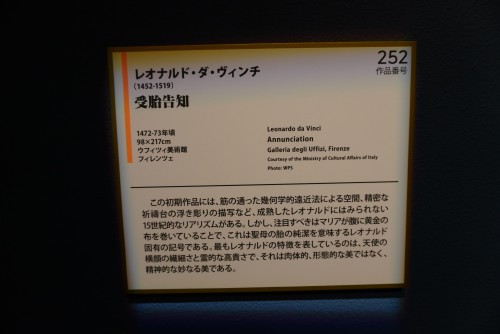 252
作品番号
レオナルド・ダ・ヴィンチ
(1452-1519)
受胎告知
1472-73年頃
98×217cm
ウフィツィ美術館
フィレンツェ
Leonardo da Vinci
Annunciation
Galleria degli Uffizi, Firenze
Courtesy of the Ministry of Cultural Affairs of Italy
Photo: WPS
この初期作品には、筋の通った幾何学的遠近法による空間、精密な
祈禱台の浮き彫りの描写など、成熟したレオナルドにはみられない
15世紀的なリアリズムがある。しかし、注目すべきはマリアが腹に黄金の
布を巻いていることで、これは聖母の胎の純潔を意味するレオナルド
固有の記号である。最もレオナルドの特徴を表しているのは、天使の
横顔の繊細さと霊的な高貴さで、それは肉体的、形態的な美ではなく、
精神的な妙なる美である。